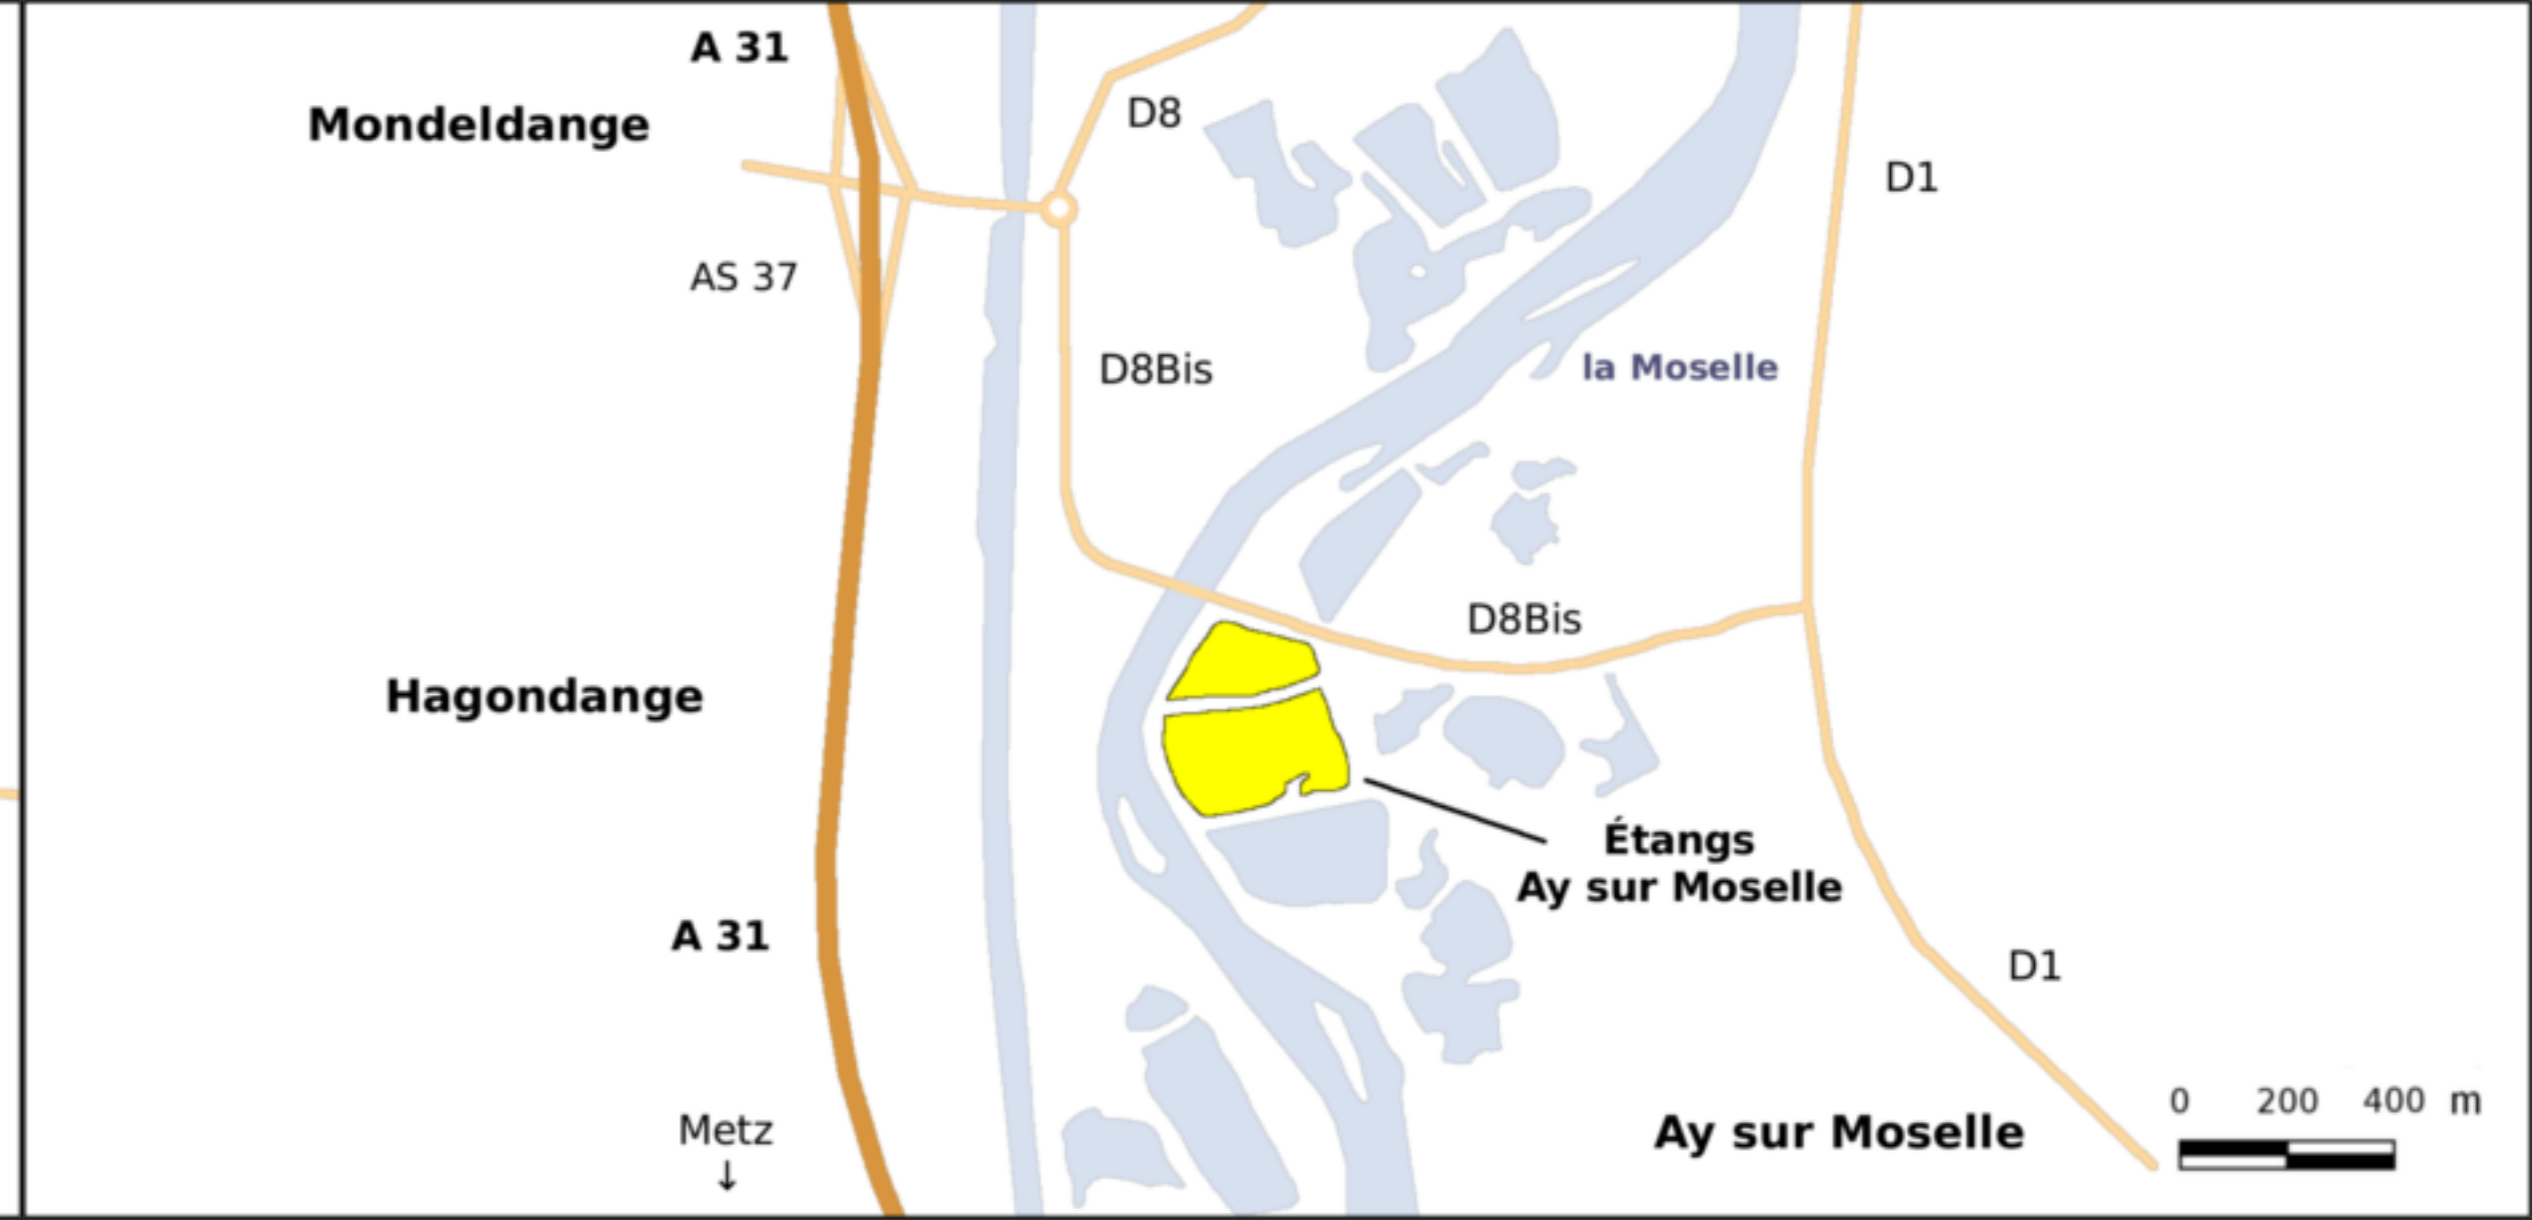 A 31
Mondeldange
D8
D1
AS 37
D8Bis
la Moselle
D8Bis
Hagondange
Étangs
Ay sur Moselle
A 31
D1
Metz
↓
Ay sur Moselle
0 200 400 m